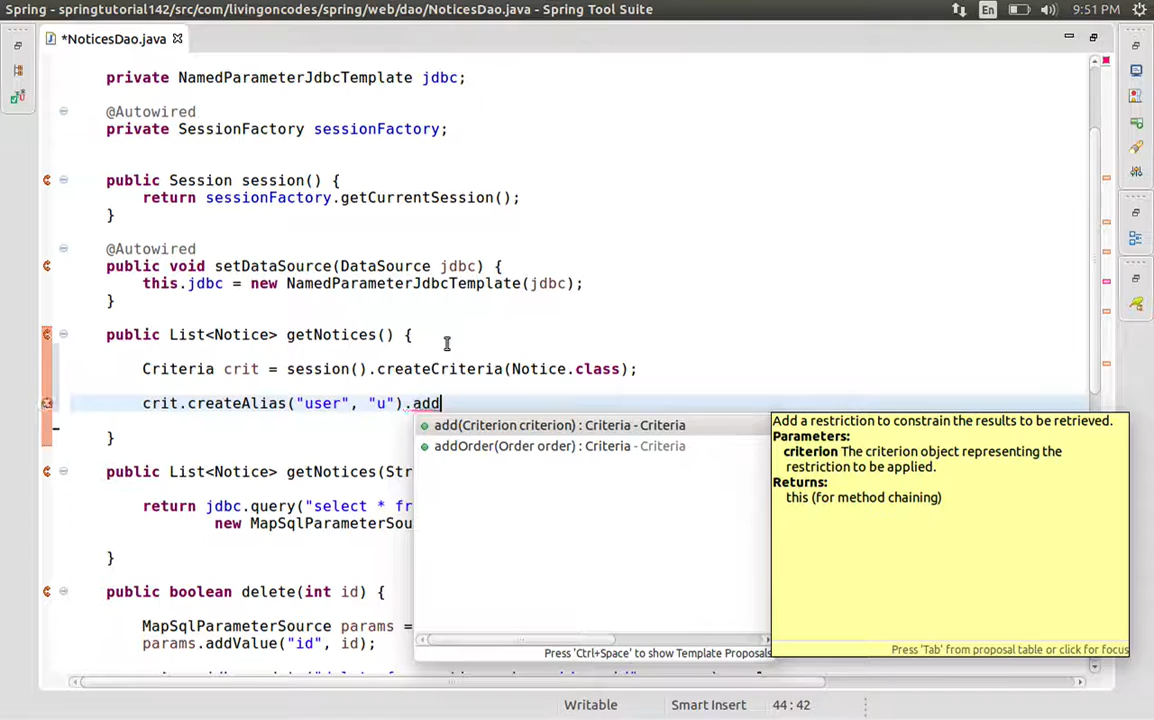 Spring - springtutorial142/src/com/livingoncodes/spring/web/dao/NoticesDao.java - Spring Tool Suite
En
9:51 PM
*NoticesDao.java
private NamedParameterJdbcTemplate jdbc;
@Autowired
private SessionFactory sessionFactory;
public Session session() {
return sessionFactory.getCurrentSession();
}
@Autowired
public void setDataSource(DataSource jdbc) {
this.jdbc = new NamedParameterJdbcTemplate(jdbc);
}
public List<Notice> getNotices() {
Criteria crit = session().createCriteria(Notice.class);
crit.createAlias("user", "u").add
}
public List<Notice> getNotices(Str
return jdbc.query("select * fr
new MapSqlParameterSou
}
public boolean delete(int id) {
MapSqlParameterSource params =
params.addValue("id", id);
add(Criterion criterion) : Criteria - Criteria
addOrder(Order order) : Criteria - Criteria
Press 'Ctrl+Space' to show Template Proposals
Add a restriction to constrain the results to be retrieved.
Parameters:
criterion The criterion object representing the
restriction to be applied.
Returns:
this (for method chaining)
Press 'Tab' from proposal table or click for focus
Writable
Smart Insert
44 : 42